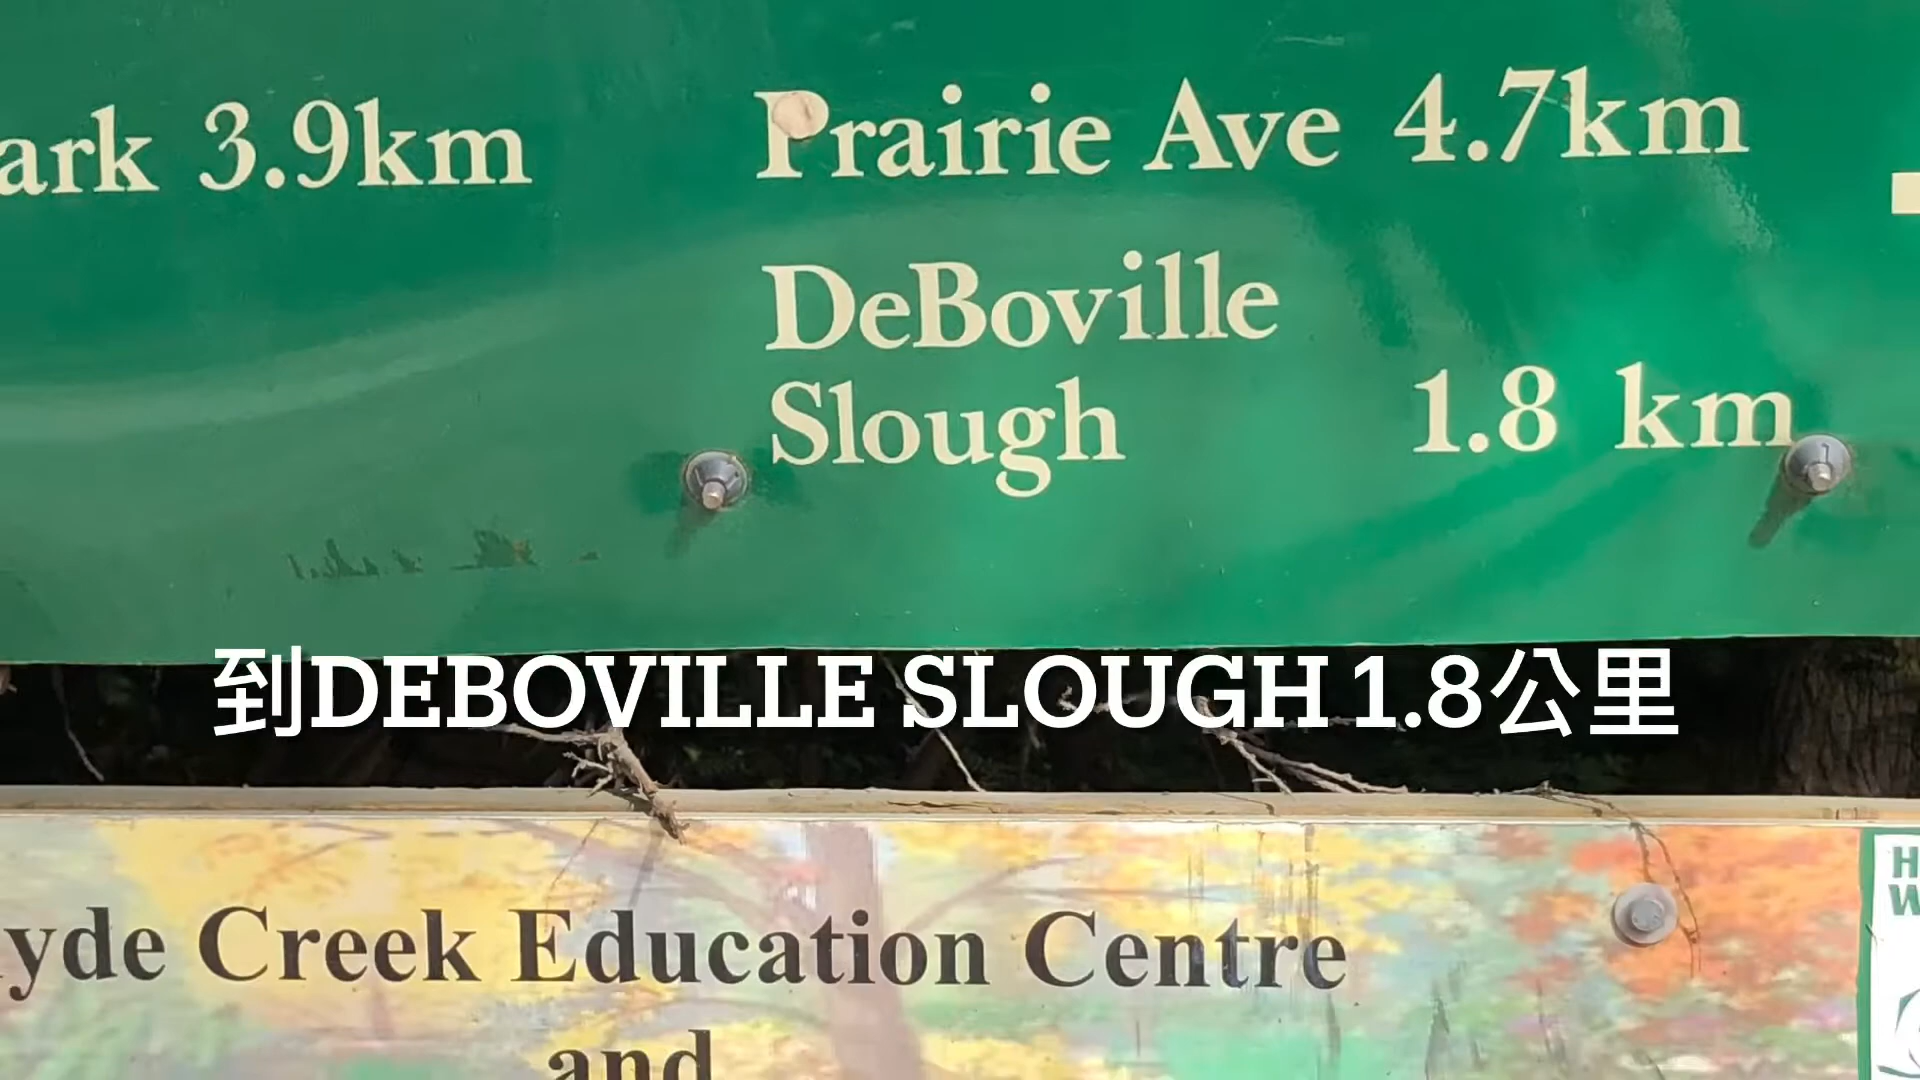 ark 3.9km
Prairie Ave 4.7km
DeBoville
Slough 1.8 km
到DEBOVILLE SLOUGH 1.8公里
yde Creek Education Centre
and
H
W